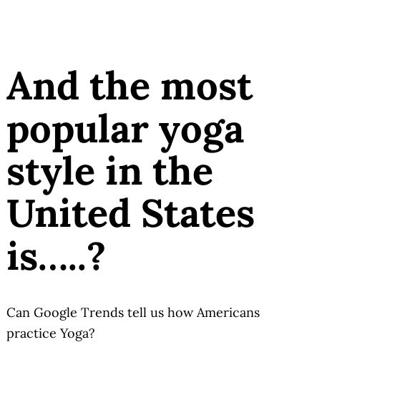 And the most
popular yoga
style in the
United States
is.....?
Can Google Trends tell us how Americans
practice Yoga?